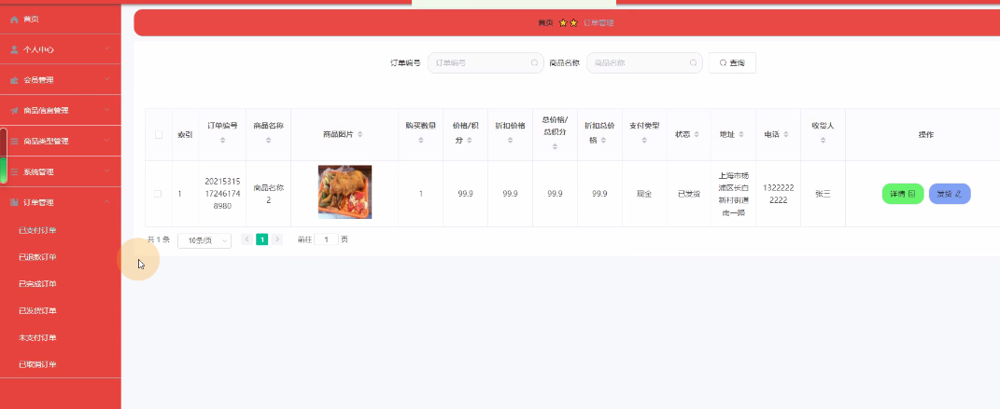 首页
个人中心
会员管理
商品信息管理
商品类型管理
系统管理
订单管理
已支付订单
已退款订单
已完成订单
已发货订单
未支付订单
已取消订单
首页 订单管理
订单编号 订单编号 商品名称 商品名称 查询
索引 订单编号 商品名称 商品图片 购买数量 价格/积分 折扣价格 总价格/总积分 折扣总价格 支付类型 状态 地址 电话 收货人 操作
1 20215315172461748980 商品名称2 1 99.9 99.9 99.9 99.9 现金 已发货 上海市杨浦区长白新村街道南一路 13222222222 张三 详情 发货
共 1 条 10条/页 1 前往 1 页